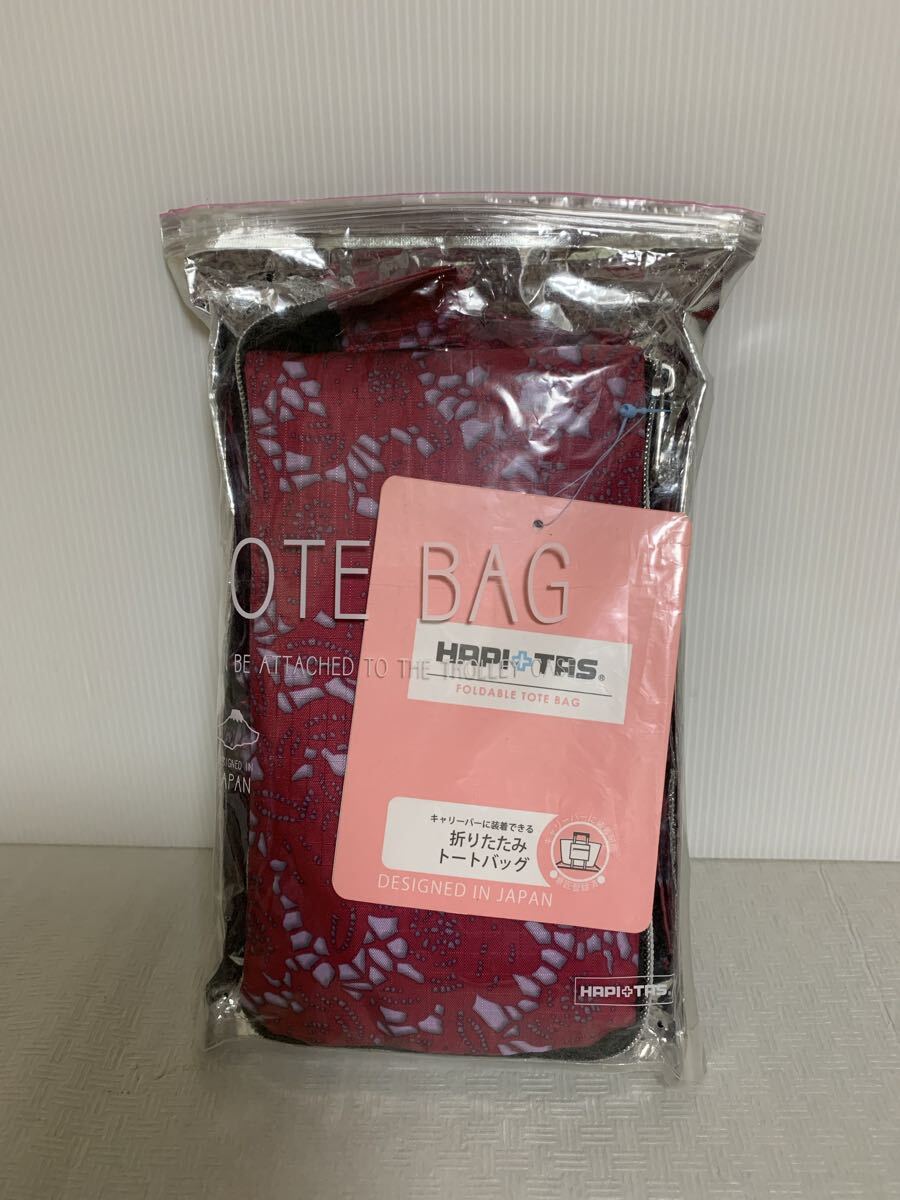 OTE BAG
BE ATTACHED TO THE TROLLEY
HAPI+TAS®
FOLDABLE TOTE BAG
キャリーバーに装着できる
折りたたみ
トートバッグ
DESIGNED IN JAPAN
SIGNED IN
APAN
HAPI+TAS